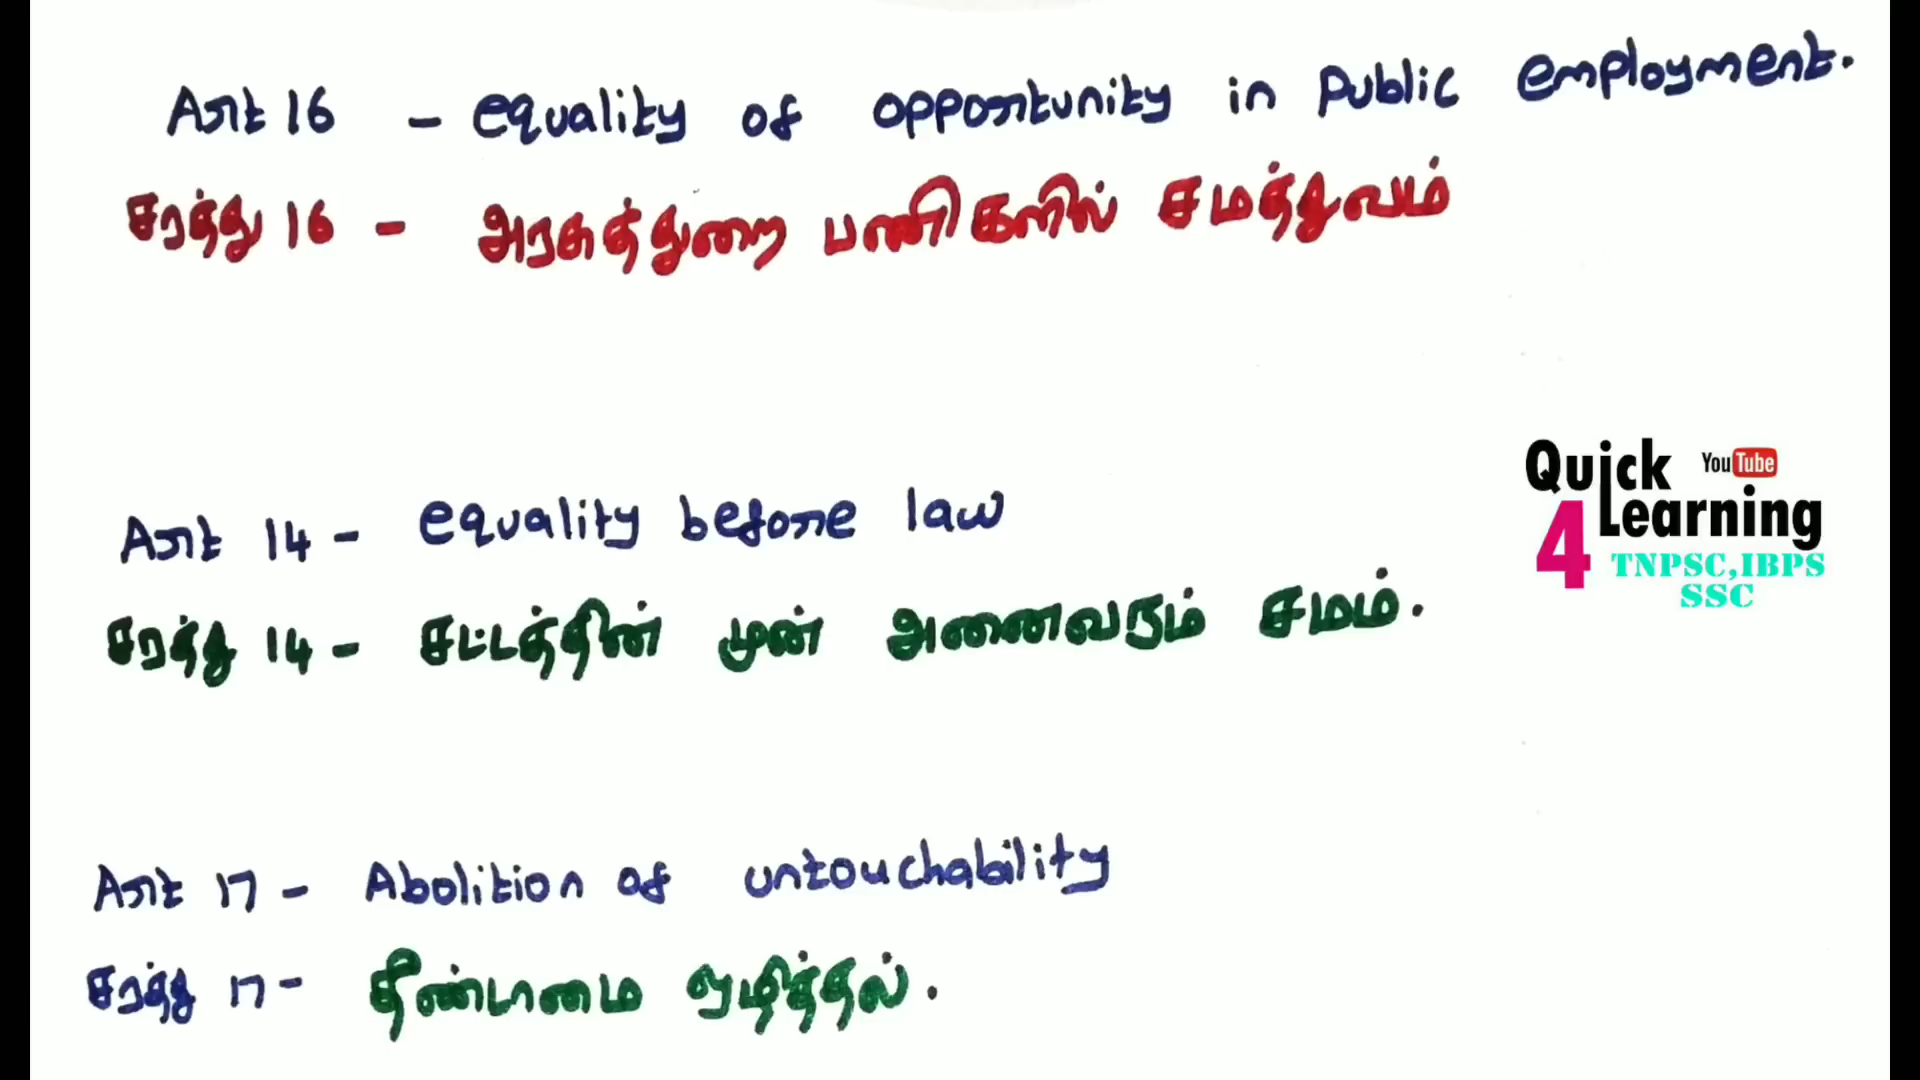 Art 16 - equality of opportunity in Public employment.
சரத்து 16 - அரசுத்துறை பணிகளில் சமத்துவம்
Quick YouTube
4 Learning
TNPSC,IBPS
SSC
Art 14 - equality before law
சரத்து 14 - சட்டத்தின் முன் அனைவரும் சமம்.
Art 17 - Abolition of untouchability
சரத்து 17 - தீண்டாமை ஒழித்தல்.